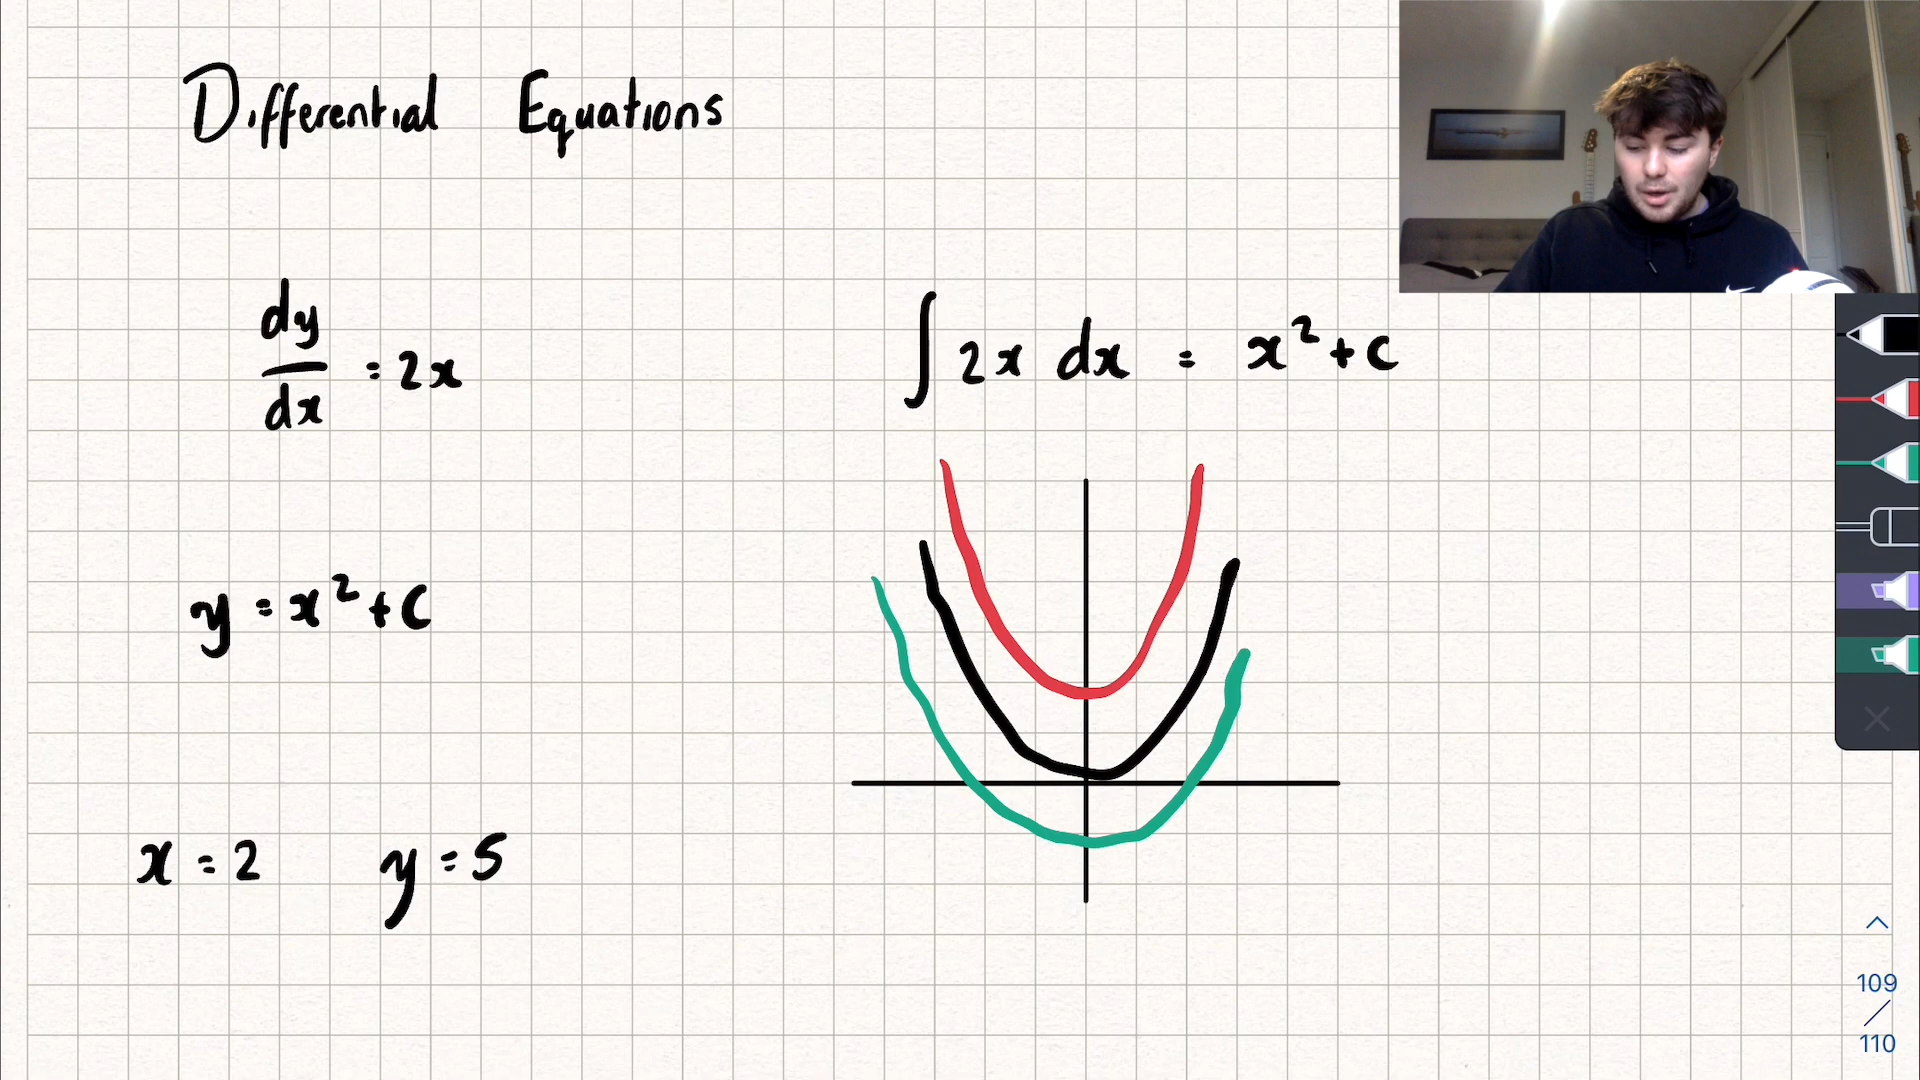 Differential Equations
dy/dx = 2x
∫ 2x dx = x² + c
y = x² + c
x = 2 y = 5
109
/
110